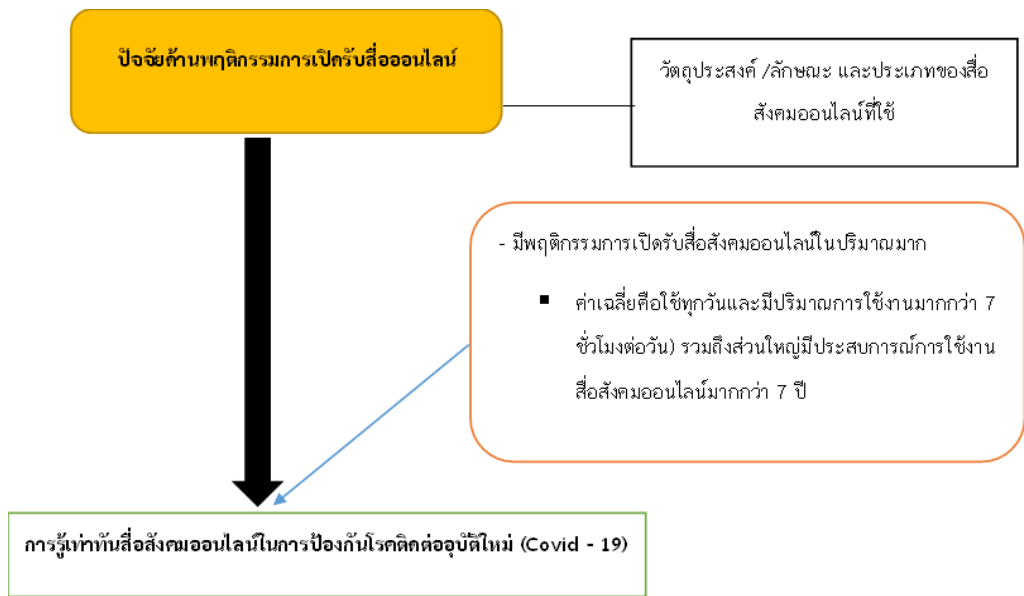 ปัจจัยด้านพฤติกรรมการเปิดรับสื่อออนไลน์
วัตถุประสงค์ /ลักษณะ และประเภทของสื่อ
สังคมออนไลน์ที่ใช้
- มีพฤติกรรมการเปิดรับสื่อสังคมออนไลน์ในปริมาณมาก
▪ ค่าเฉลี่ยคือใช้ทุกวันและมีปริมาณการใช้งานมากกว่า 7
ชั่วโมงต่อวัน) รวมถึงส่วนใหญ่มีประสบการณ์การใช้งาน
สื่อสังคมออนไลน์มากกว่า 7 ปี
การรู้เท่าทันสื่อสังคมออนไลน์ในการป้องกันโรคติดต่ออุบัติใหม่ (Covid - 19)